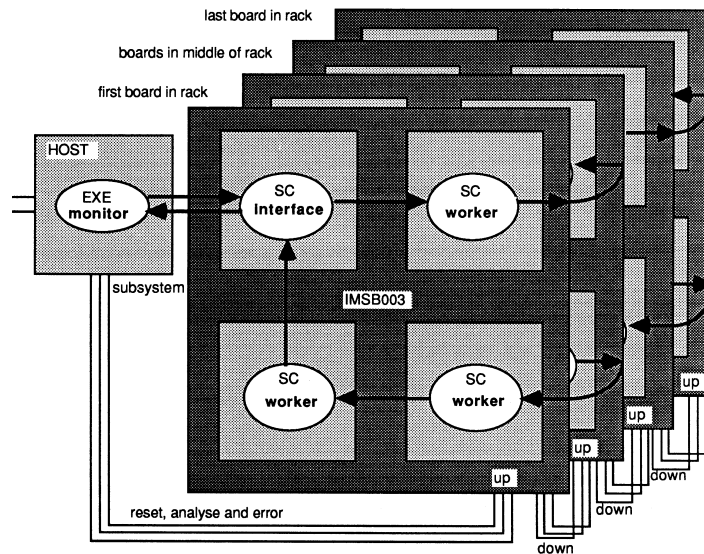 last board in rack
boards in middle of rack
first board in rack
HOST
EXE
monitor
SC
interface
SC
worker
subsystem
IMSB003
SC
worker
SC
worker
up
up
up
up
down
down
down
reset, analyse and error